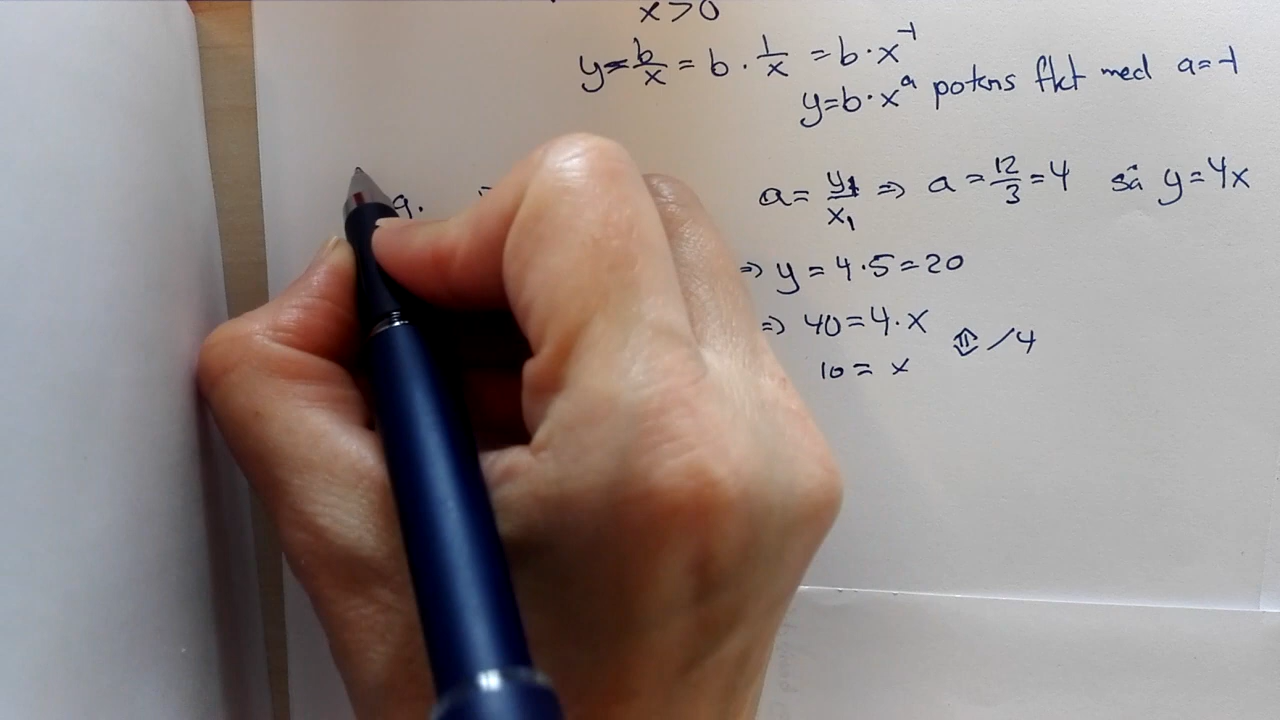 x>0
y=b/x = b · 1/x = b · x⁻¹
y=b·xᵃ potens fkt med a=-1
9. a= y₁/x₁ ⇒ a = 12/3 = 4 så y=4x
⇒ y = 4·5=20
⇒ 40=4·x
⇕ /4
10 = x